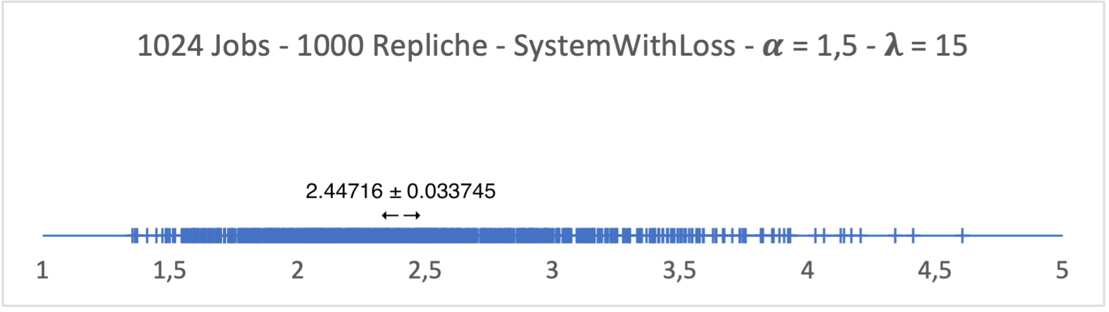 1024 Jobs - 1000 Repliche - SystemWithLoss - α = 1,5 - λ = 15
2.44716 ± 0.033745
1 1,5 2 2,5 3 3,5 4 4,5 5